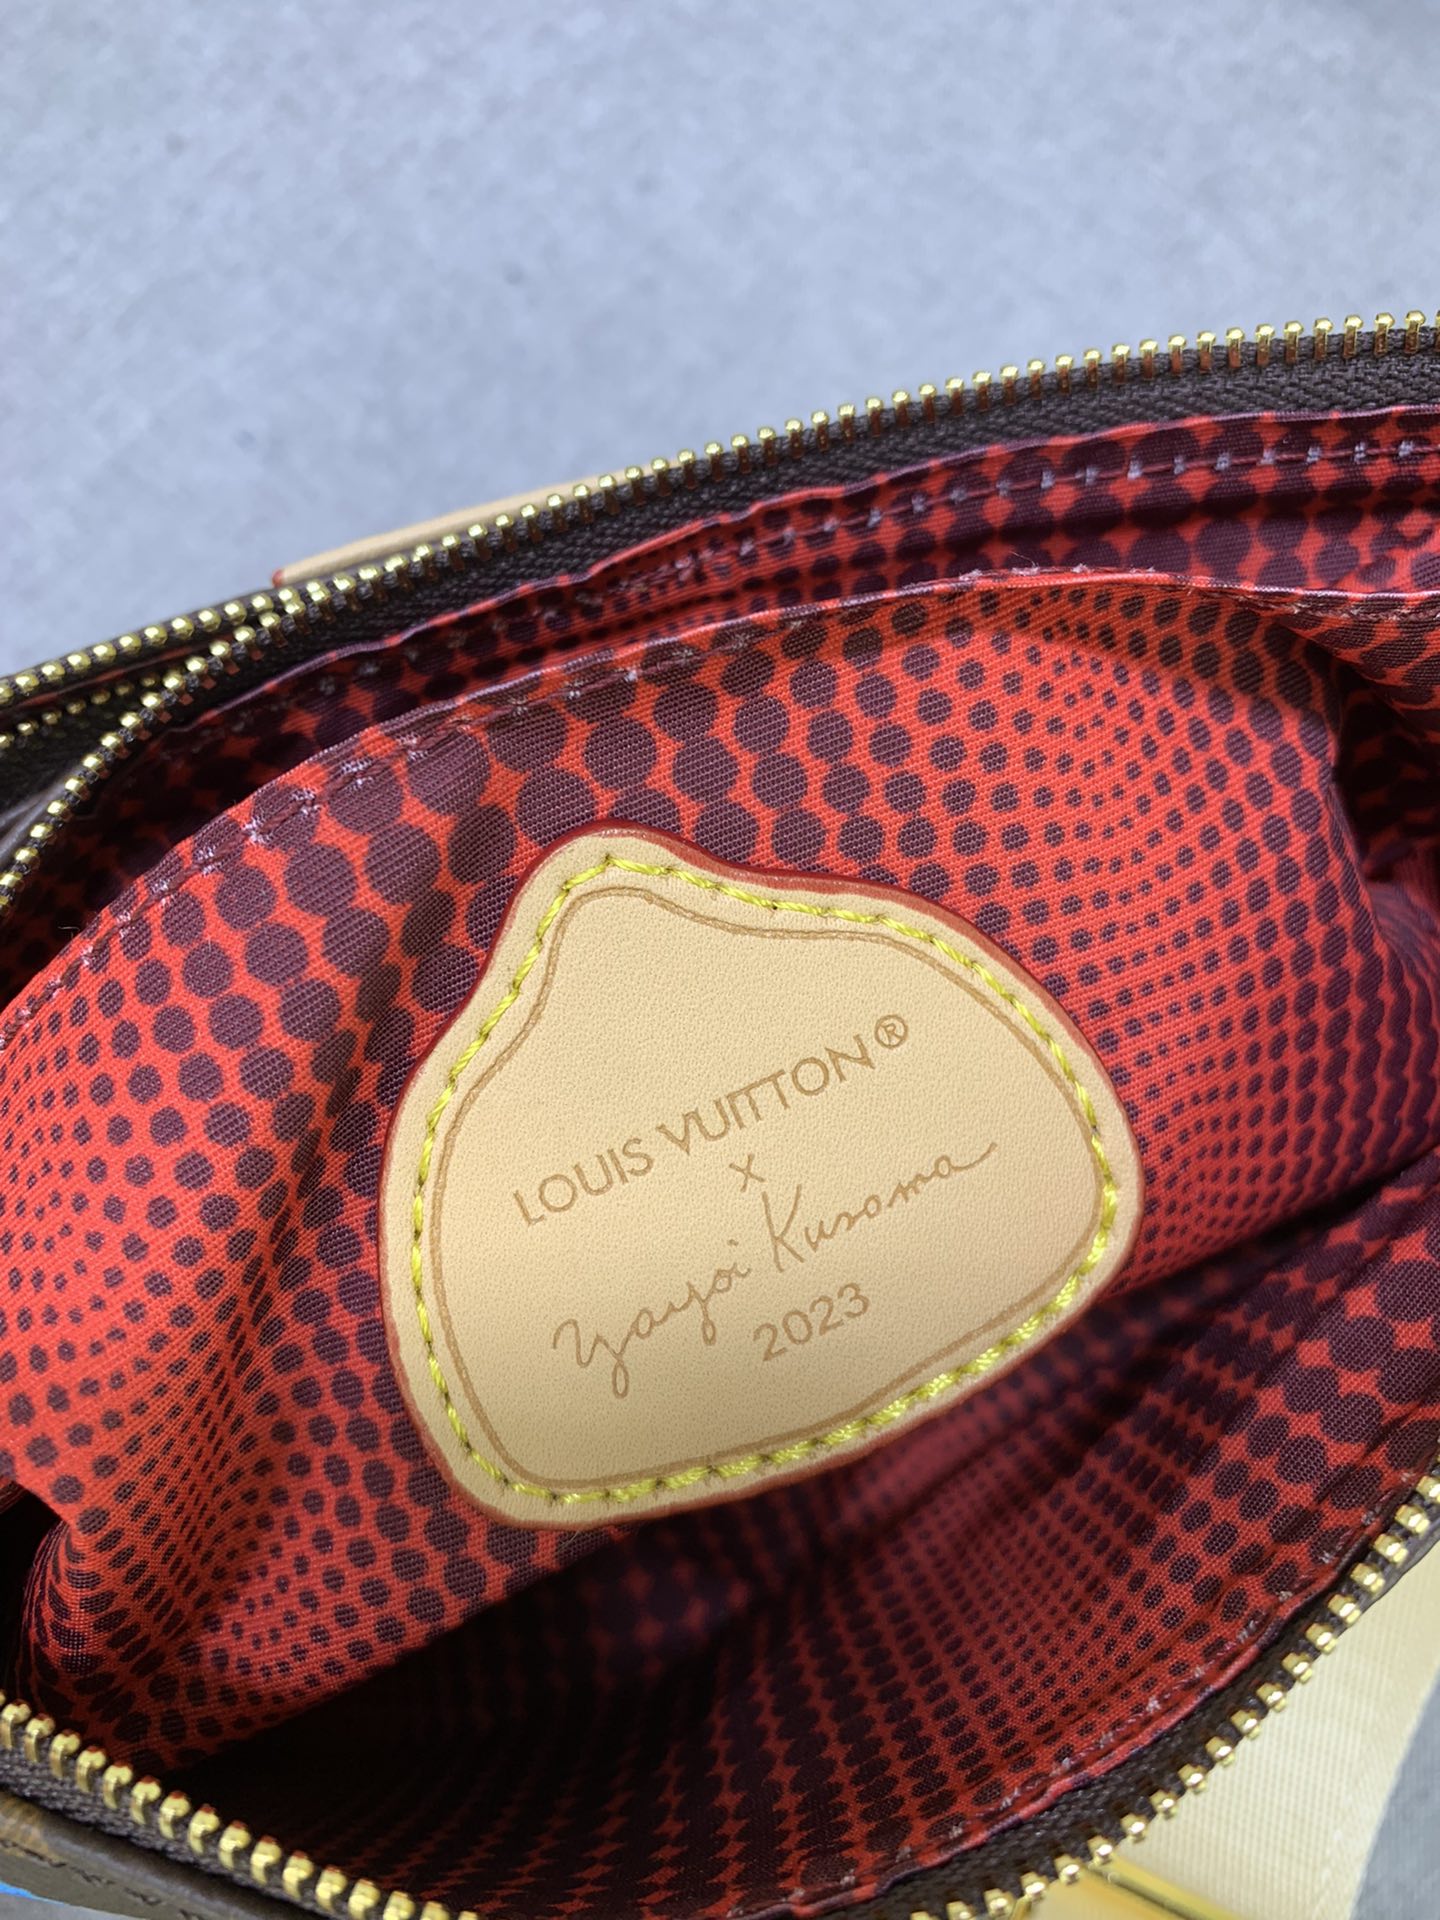 LOUIS VUITTON®
x
Yayoi Kusama
2023